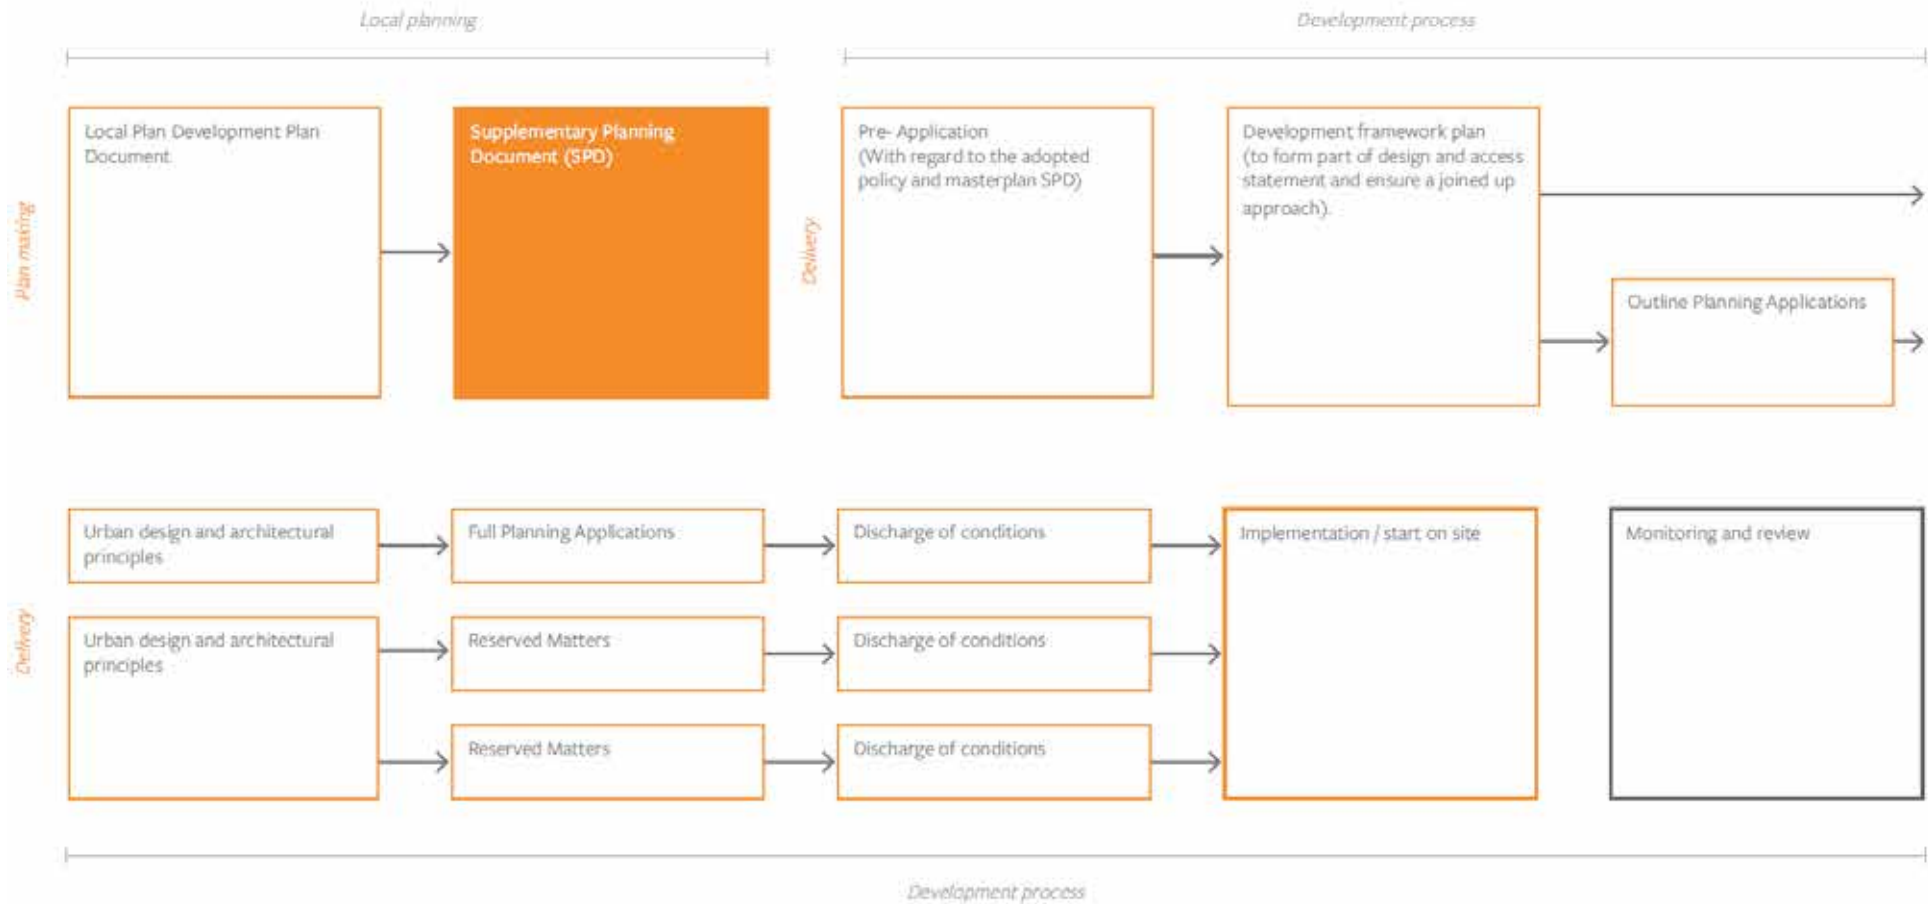 Local planning
Development process
Plan making
Local Plan Development Plan
Document
Supplementary Planning
Document (SPD)
Delivery
Pre- Application
(With regard to the adopted
policy and masterplan SPD)
Development framework plan
(to form part of design and access
statement and ensure a joined up
approach).
Outline Planning Applications
Delivery
Urban design and architectural
principles
Full Planning Applications
Discharge of conditions
Implementation / start on site
Monitoring and review
Urban design and architectural
principles
Reserved Matters
Discharge of conditions
Reserved Matters
Discharge of conditions
Development process